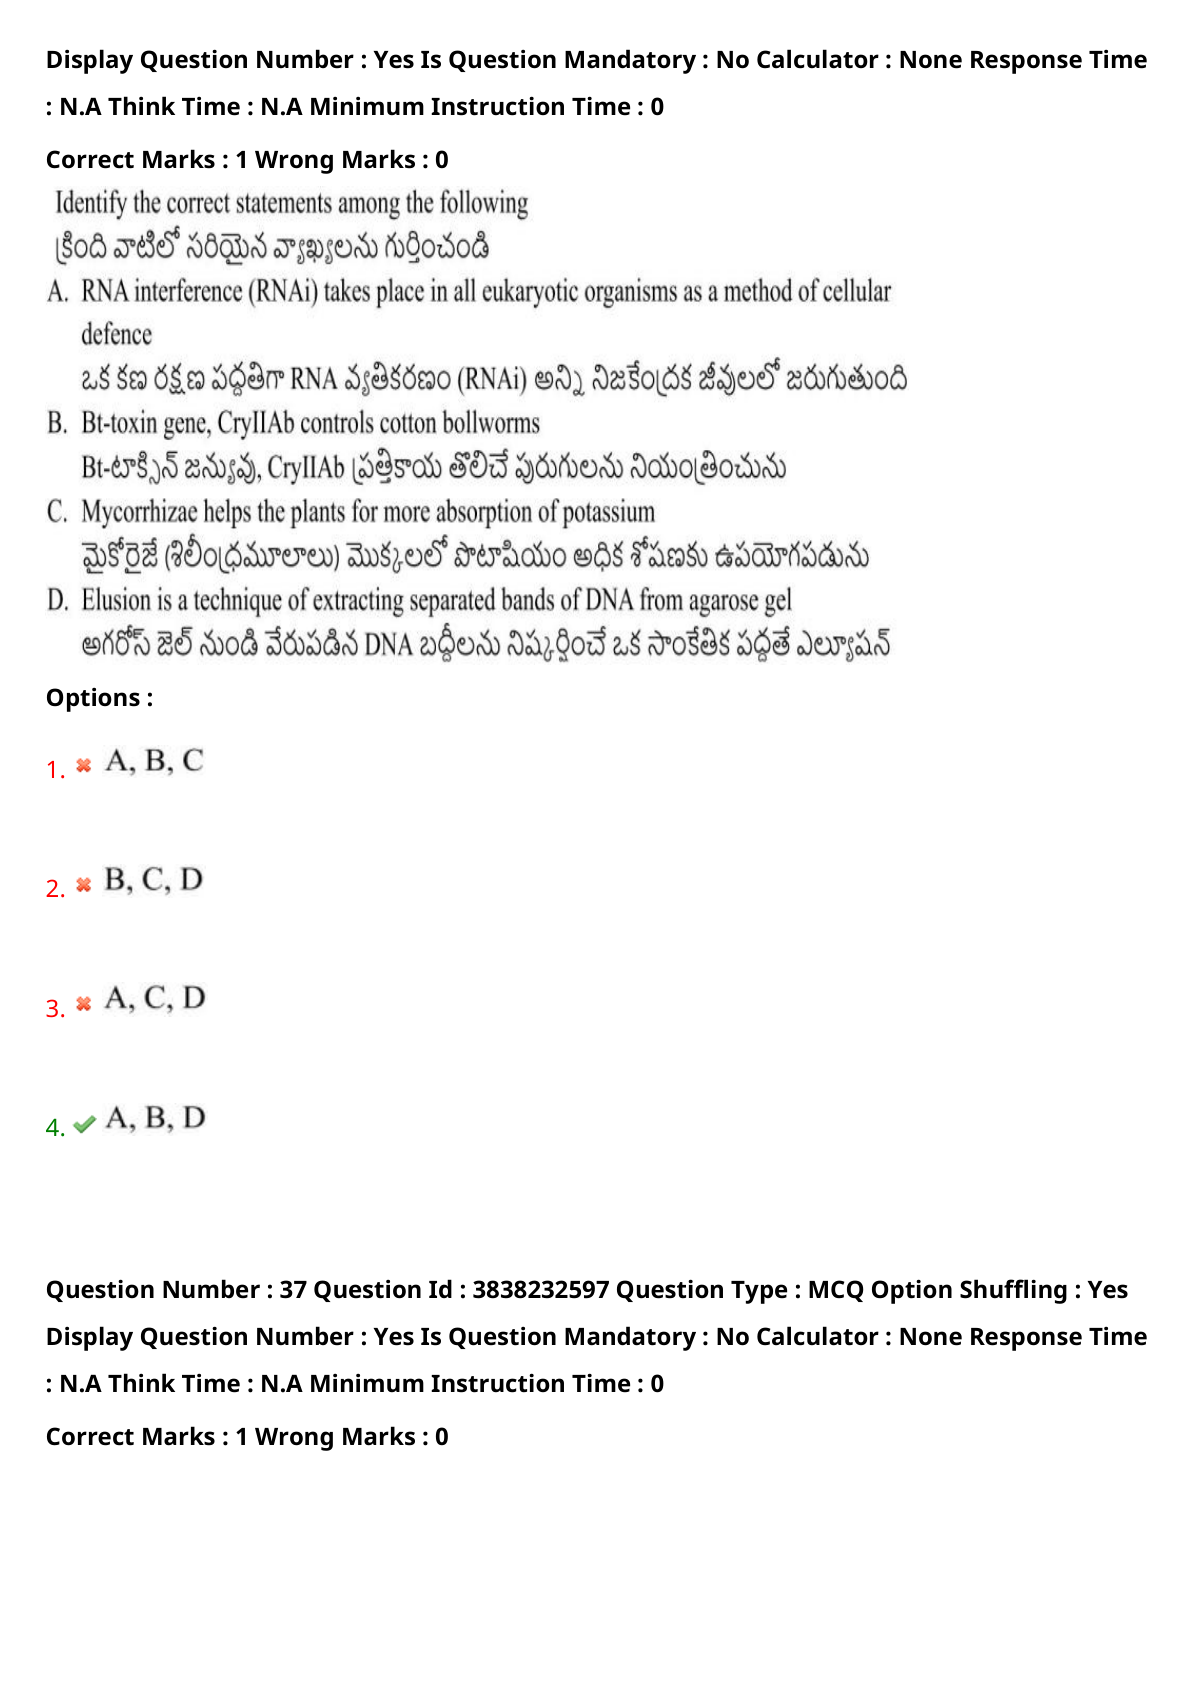 Display Question Number : Yes Is Question Mandatory : No Calculator : None Response Time
: N.A Think Time : N.A Minimum Instruction Time : 0
Correct Marks : 1 Wrong Marks : 0
Identify the correct statements among the following
క్రింది వాటిలో సరియైన వ్యాఖ్యలను గుర్తించండి
A. RNA interference (RNAi) takes place in all eukaryotic organisms as a method of cellular
defence
ఒక కణ రక్షణ పద్ధతిగా RNA వ్యతికరణం (RNAi) అన్ని నిజకేంద్రక జీవులలో జరుగుతుంది
B. Bt-toxin gene, CryIIAb controls cotton bollworms
Bt-టాక్సిన్ జన్యువు, CryIIAb ప్రత్తికాయ తొలిచే పురుగులను నియంత్రించును
C. Mycorrhizae helps the plants for more absorption of potassium
మైకోరైజే (శిలీంధ్రమూలాలు) మొక్కలలో పొటాషియం అధిక శోషణకు ఉపయోగపడును
D. Elusion is a technique of extracting separated bands of DNA from agarose gel
అగరోస్ జెల్ నుండి వేరుపడిన DNA బద్దీలను నిష్కర్షించే ఒక సాంకేతిక పద్ధతే ఎల్యూషన్
Options :
1. A, B, C
2. B, C, D
3. A, C, D
4. A, B, D
Question Number : 37 Question Id : 3838232597 Question Type : MCQ Option Shuffling : Yes
Display Question Number : Yes Is Question Mandatory : No Calculator : None Response Time
: N.A Think Time : N.A Minimum Instruction Time : 0
Correct Marks : 1 Wrong Marks : 0